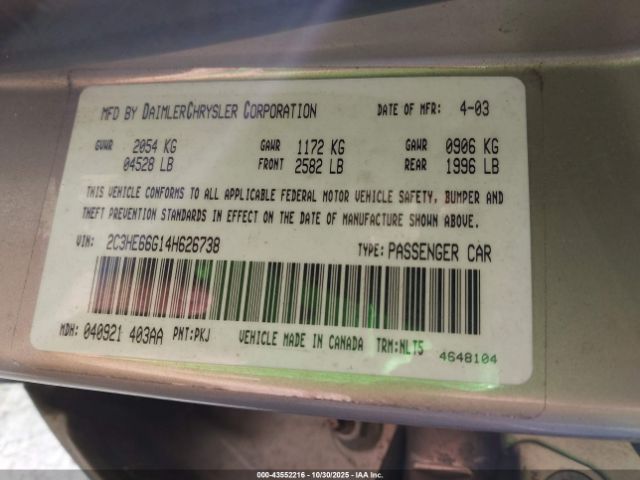 MFD BY DAIMLERCHRYSLER CORPORATION DATE OF MFR: 4-03
GVWR 2054 KG GAWR 1172 KG GAWR 0906 KG
04528 LB FRONT 2582 LB REAR 1996 LB
THIS VEHICLE CONFORMS TO ALL APPLICABLE FEDERAL MOTOR VEHICLE SAFETY, BUMPER AND
THEFT PREVENTION STANDARDS IN EFFECT ON THE DATE OF MANUFACTURE SHOWN ABOVE.
VIN: 2C3HE66G14H626738 TYPE: PASSENGER CAR
MDH: 040921 403AA PNT:PKJ VEHICLE MADE IN CANADA TRM:NLT5 4648104
000-43552216 - 10/30/2025 - IAA Inc.